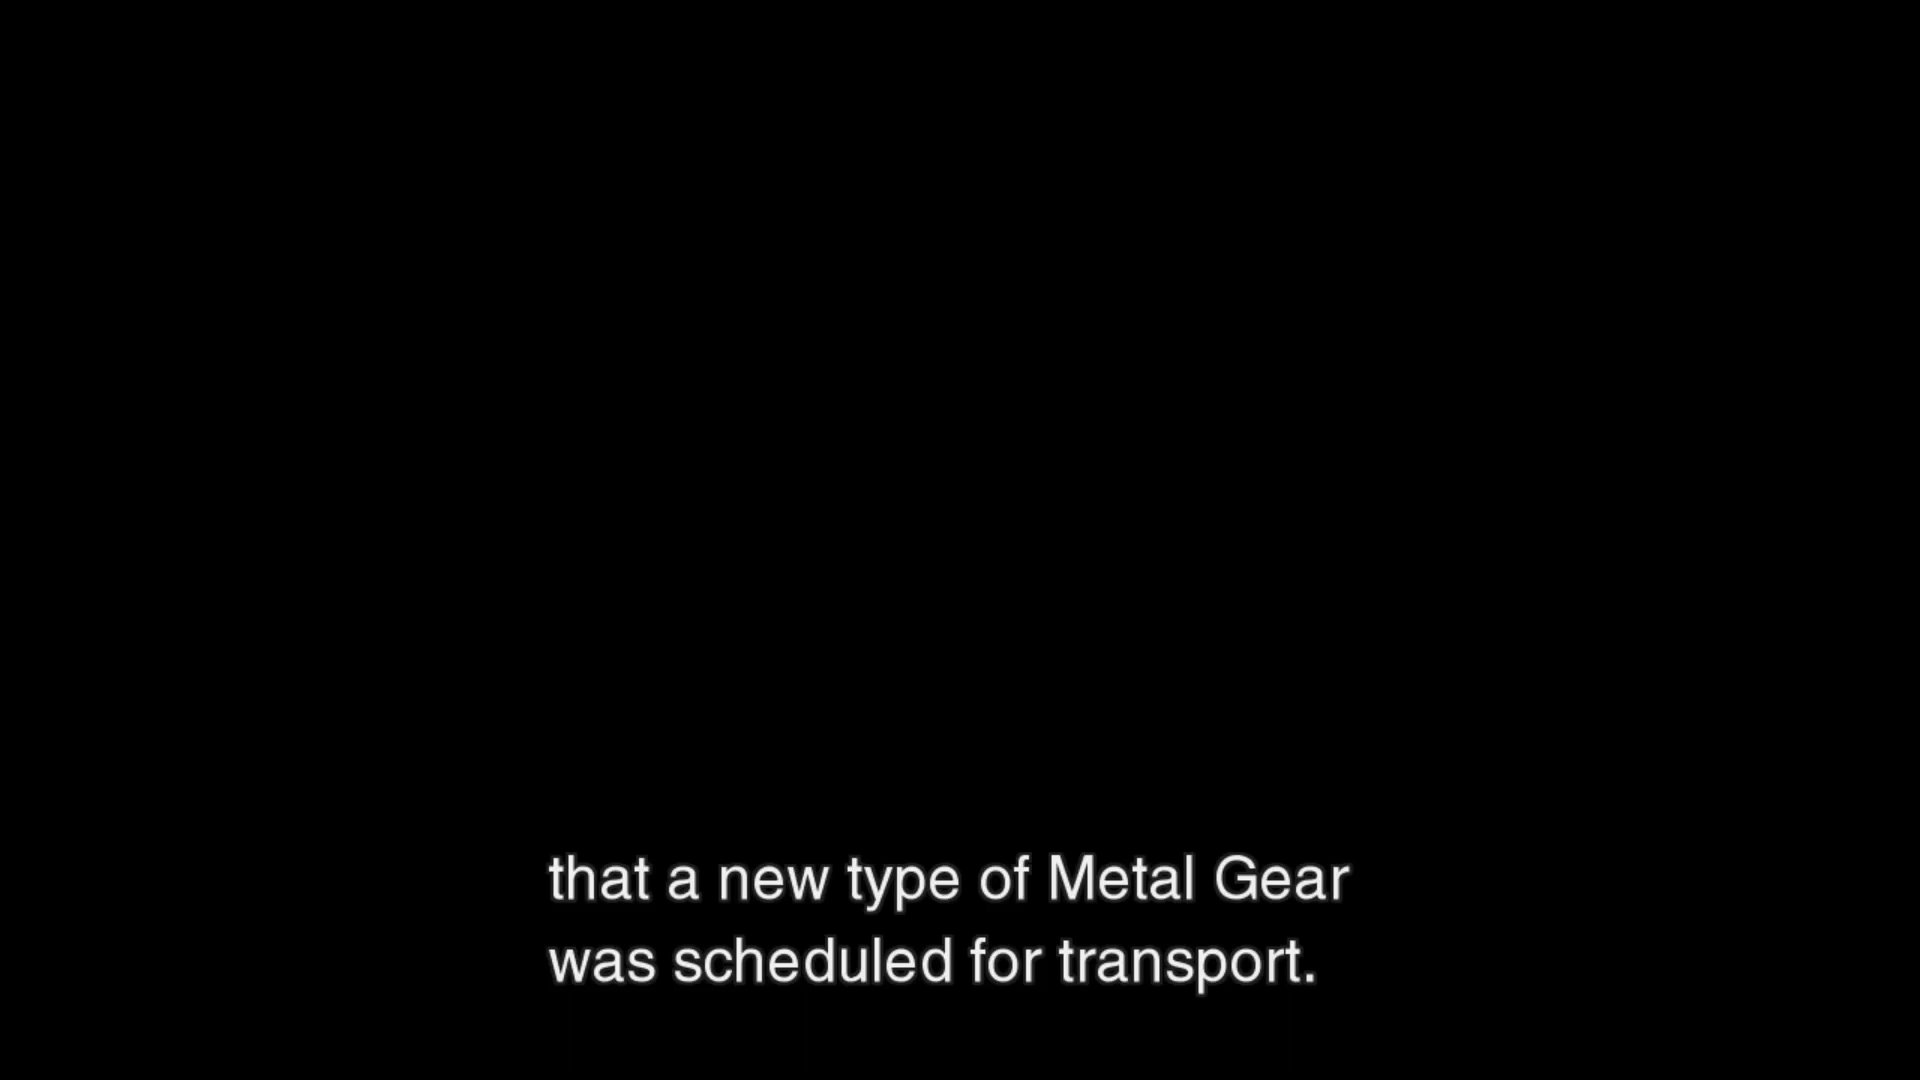 that a new type of Metal Gear
was scheduled for transport.